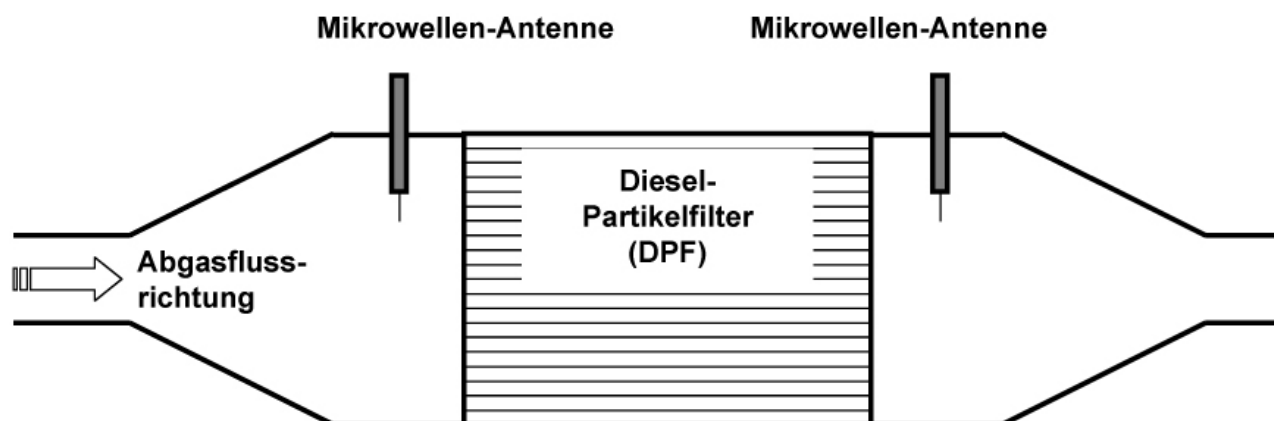 Mikrowellen-Antenne
Mikrowellen-Antenne
Diesel-
Partikelfilter
(DPF)
Abgasfluss-
richtung